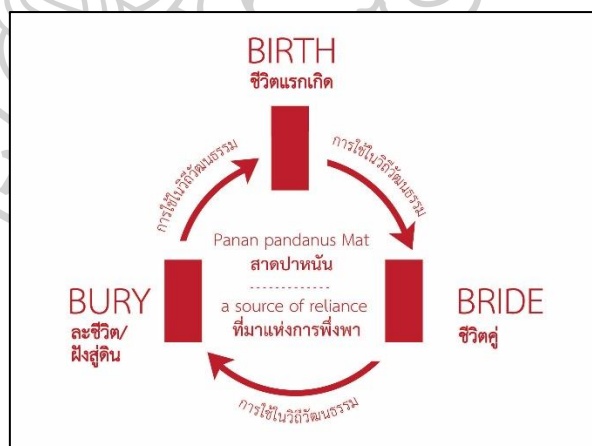 BIRTH
ชีวิตแรกเกิด
การใช้ในวิถีวัฒนธรรม
การใช้ในวิถีวัฒนธรรม
Panan pandanus Mat
สาดปาหนัน
a source of reliance
ที่มาแห่งการพึ่งพา
BURY
ละชีวิต/
ฝังสู่ดิน
BRIDE
ชีวิตคู่
การใช้ในวิถีวัฒนธรรม